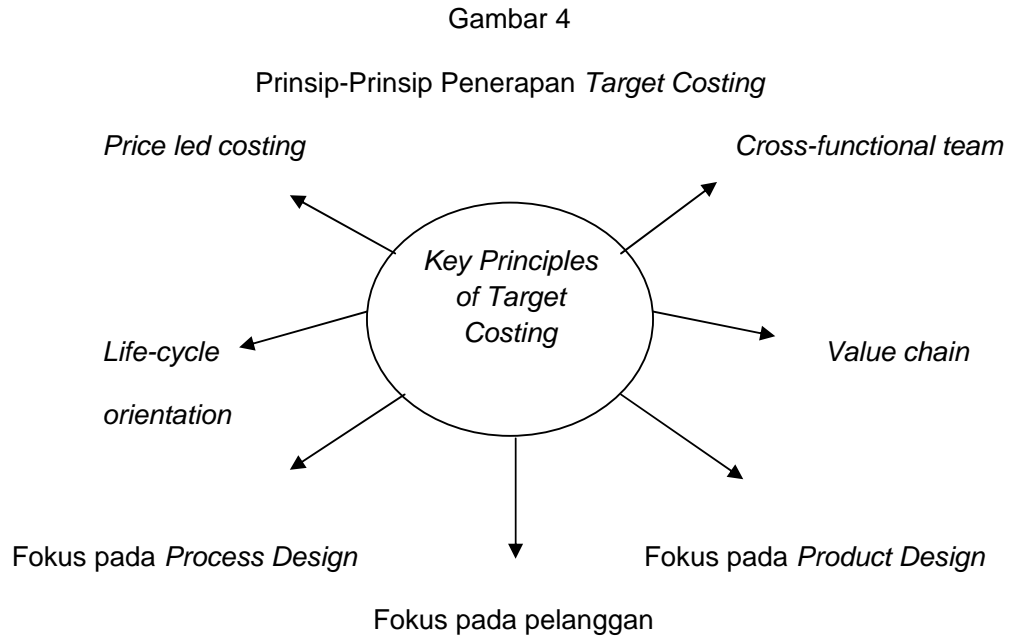 Gambar 4
Prinsip-Prinsip Penerapan Target Costing
Price led costing
Cross-functional team
Key Principles
of Target
Costing
Life-cycle
orientation
Value chain
Fokus pada Process Design
Fokus pada Product Design
Fokus pada pelanggan